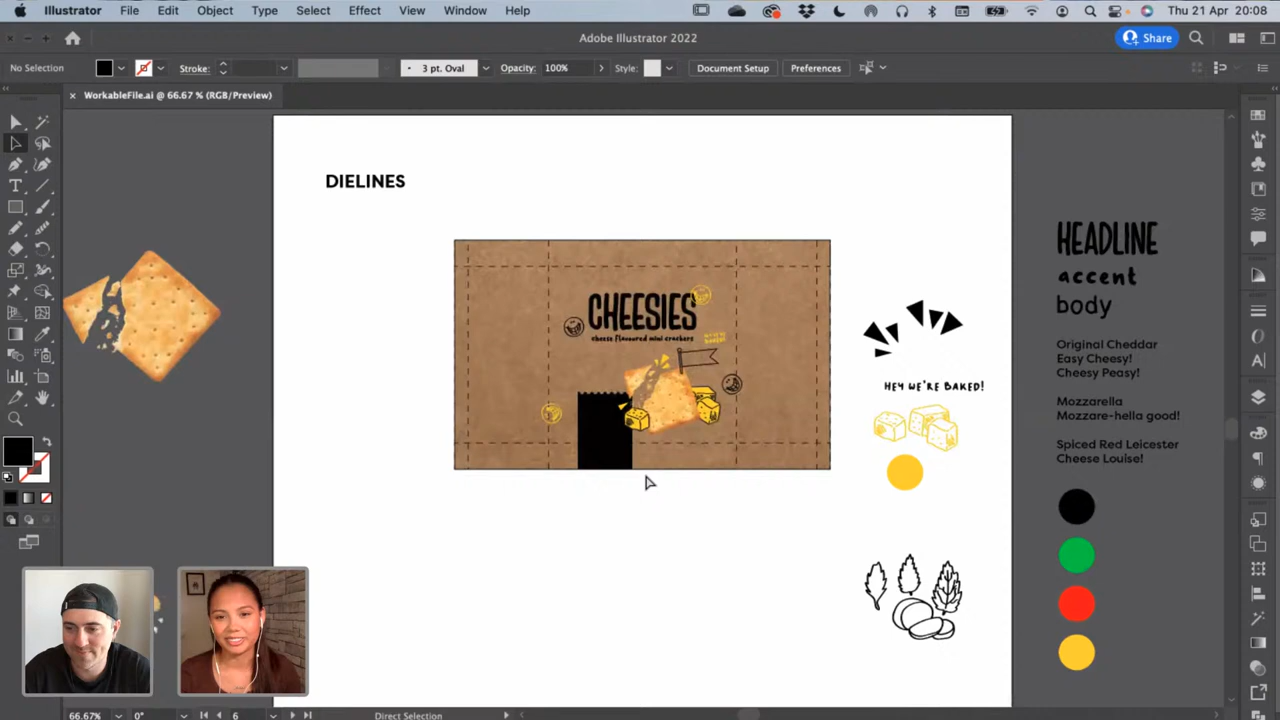 Illustrator File Edit Object Type Select Effect View Window Help
Thu 21 Apr 20:08
Adobe Illustrator 2022
Share
No Selection
Stroke:
3 pt. Oval
Opacity: 100%
Style:
Document Setup
Preferences
× WorkableFile.ai @ 66.67 % (RGB/Preview)
DIELINES
CHEESIES
cheese flavoured mini crackers
HEY WE'RE BAKED!
HEADLINE
accent
body
Original Cheddar
Easy Cheesy!
Cheesy Peasy!
Mozzarella
Mozzare-hella good!
Spiced Red Leicester
Cheese Louise!
66.67%
0°
6
Direct Selection